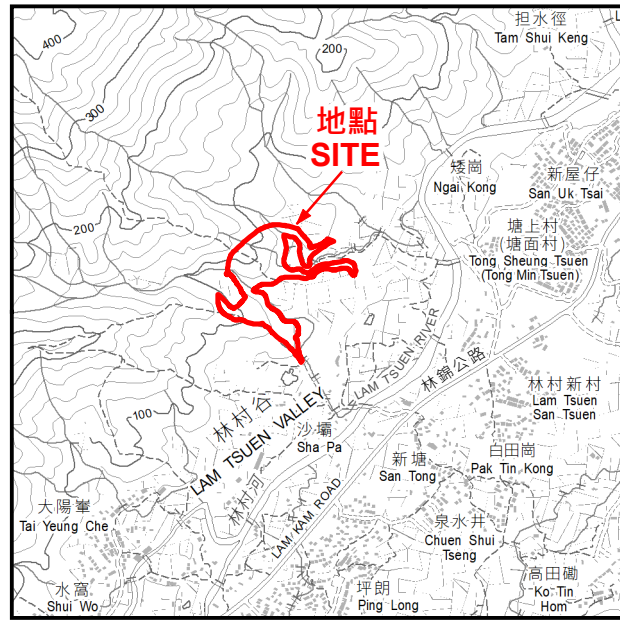 担水徑
Tam Shui Keng
L
400
200
300
地點
SITE
矮崗
Ngai Kong
新屋仔
San Uk Tsai
塘上村
(塘面村)
Tong Sheung Tsuen
(Tong Min Tsuen)
200
LAM TSUEN RIVER
林錦公路
林村新村
Lam Tsuen
San Tsuen
100
林村谷
LAM TSUEN VALLEY
沙壩
Sha Pa
新塘
San Tong
白田崗
Pak Tin Kong
大陽輋
Tai Yeung Che
林村河
LAM KAM ROAD
泉水井
Chuen Shui
Tseng
水窩
Shui Wo
坪朗
Ping Long
高田磡
Ko Tin
Hom